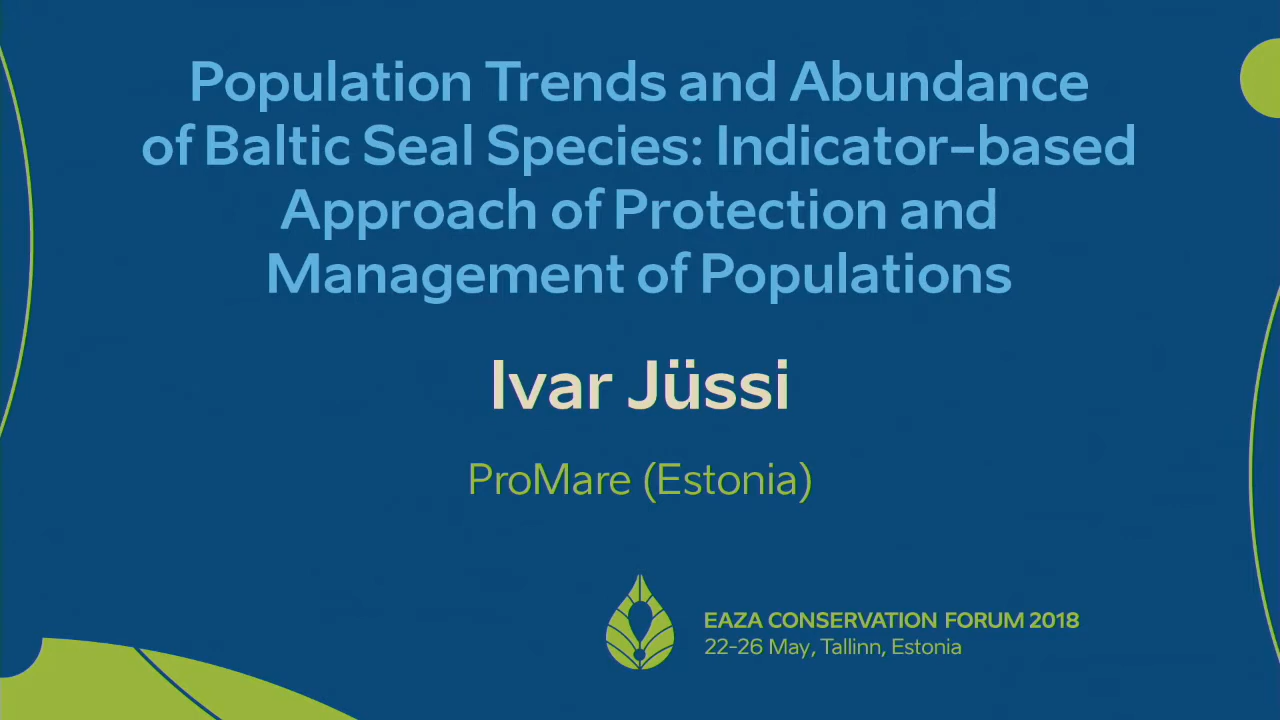 Population Trends and Abundance
of Baltic Seal Species: Indicator-based
Approach of Protection and
Management of Populations
Ivar Jüssi
ProMare (Estonia)
EAZA CONSERVATION FORUM 2018
22-26 May, Tallinn, Estonia